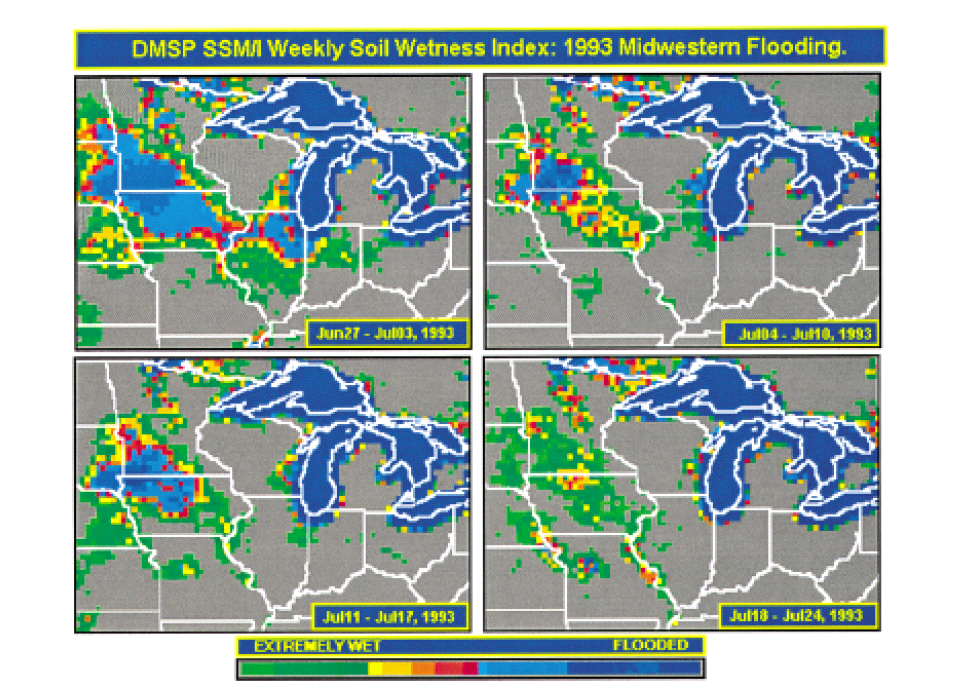 DMSP SSM/I Weekly Soil Wetness Index: 1993 Midwestern Flooding.
Jun27 - Jul03, 1993
Jul04 - Jul10, 1993
Jul11 - Jul17, 1993
Jul18 - Jul24, 1993
EXTREMELY WET FLOODED